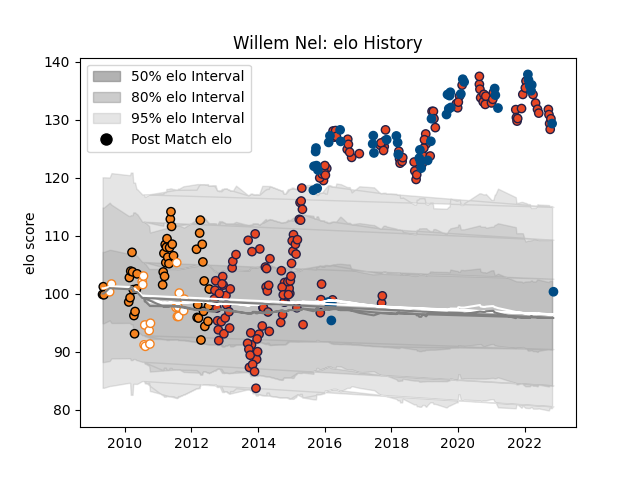 Willem Nel: elo History
50% elo Interval
80% elo Interval
95% elo Interval
Post Match elo
elo score
140
130
120
110
100
90
80
2010
2012
2014
2016
2018
2020
2022